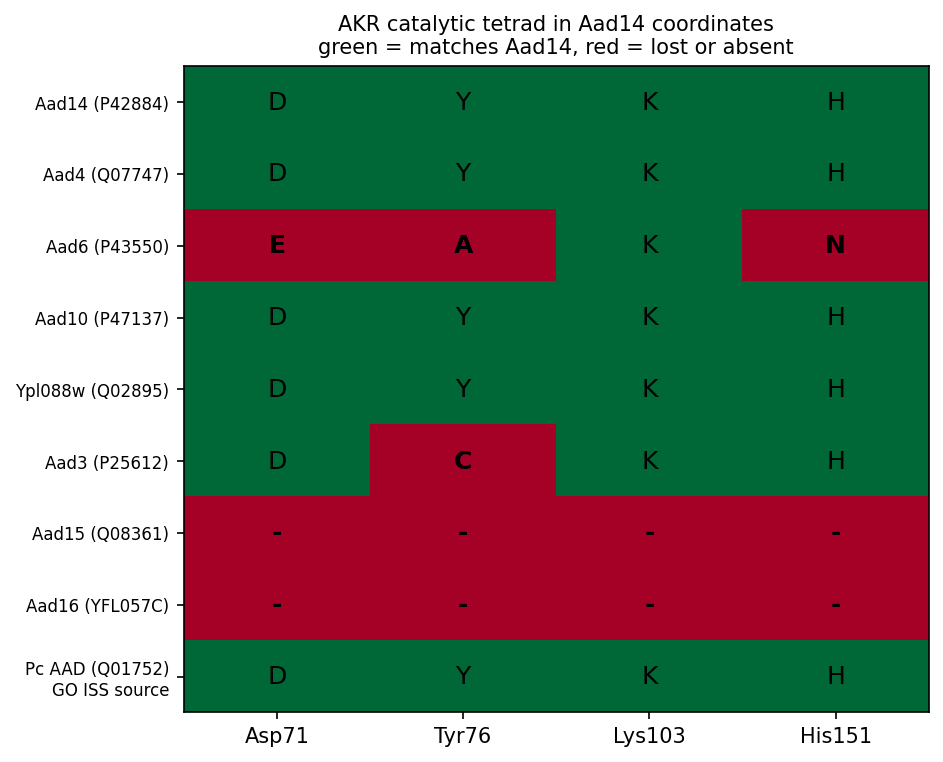 AKR catalytic tetrad in Aad14 coordinates
green = matches Aad14, red = lost or absent
Aad14 (P42884) D Y K H
Aad4 (Q07747) D Y K H
Aad6 (P43550) E A K N
Aad10 (P47137) D Y K H
Ypl088w (Q02895) D Y K H
Aad3 (P25612) D C K H
Aad15 (Q08361) - - - -
Aad16 (YFL057C) - - - -
Pc AAD (Q01752)
GO ISS source D Y K H
Asp71 Tyr76 Lys103 His151